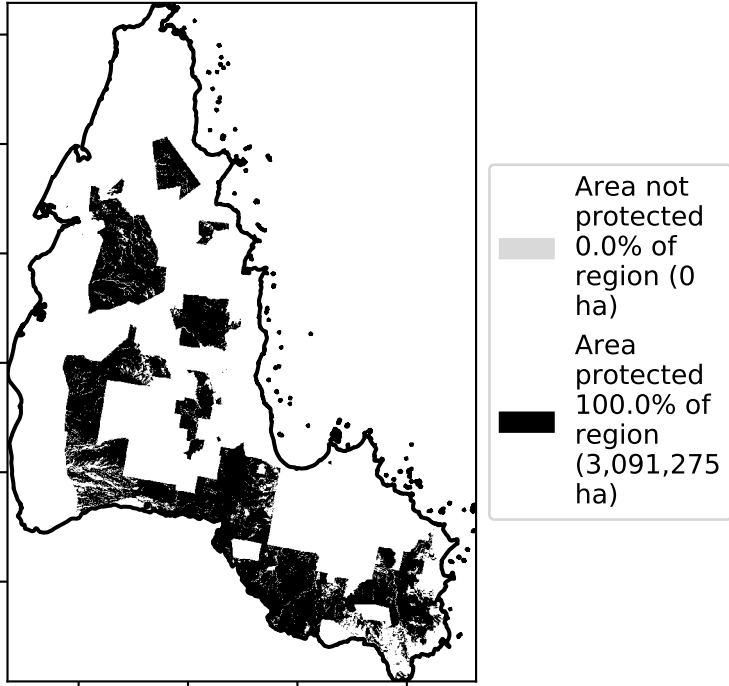 Area not
protected
0.0% of
region (0
ha)
Area
protected
100.0% of
region
(3,091,275
ha)